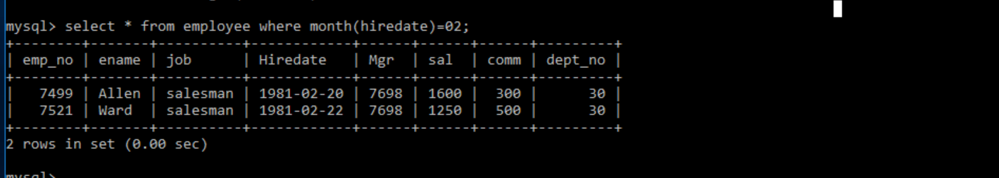 mysql> select * from employee where month(hiredate)=02;
+--------+-------+----------+------------+------+------+------+---------+
| emp_no | ename | job      | Hiredate   | Mgr  | sal  | comm | dept_no |
+--------+-------+----------+------------+------+------+------+---------+
|   7499 | Allen | salesman | 1981-02-20 | 7698 | 1600 |  300 |      30 |
|   7521 | Ward  | salesman | 1981-02-22 | 7698 | 1250 |  500 |      30 |
+--------+-------+----------+------------+------+------+------+---------+
2 rows in set (0.00 sec)
mysql>